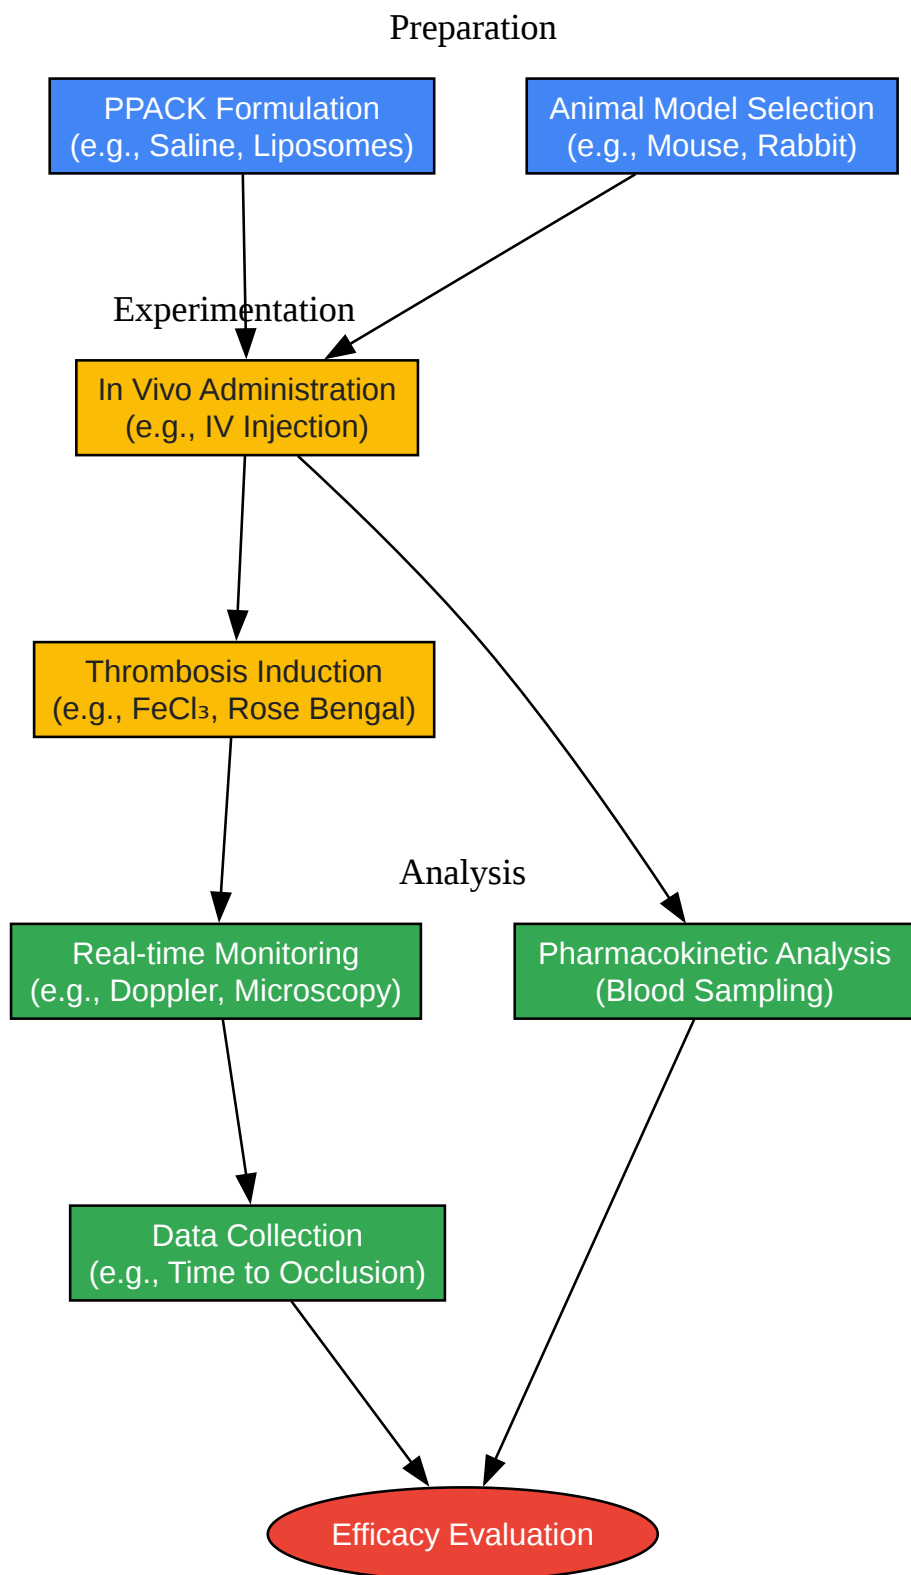 Preparation
PPACK Formulation
(e.g., Saline, Liposomes)
Animal Model Selection
(e.g., Mouse, Rabbit)
Experimentation
In Vivo Administration
(e.g., IV Injection)
Thrombosis Induction
(e.g., FeCl₃, Rose Bengal)
Analysis
Real-time Monitoring
(e.g., Doppler, Microscopy)
Pharmacokinetic Analysis
(Blood Sampling)
Data Collection
(e.g., Time to Occlusion)
Efficacy Evaluation